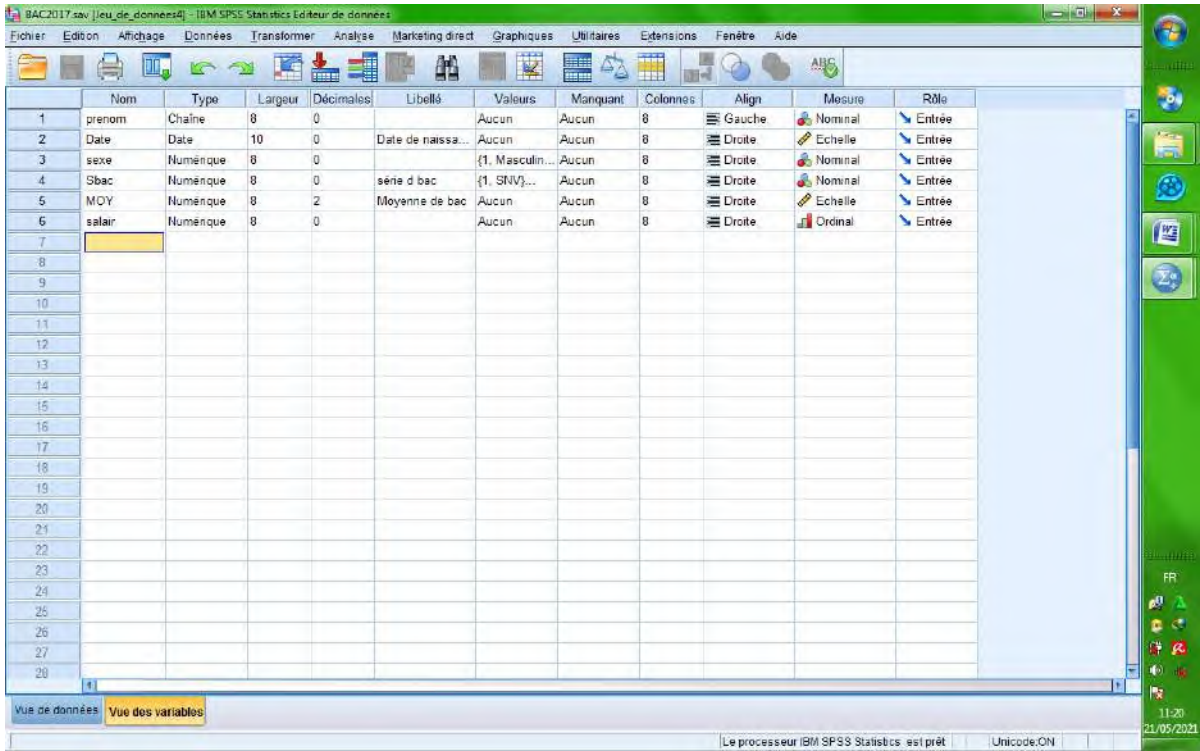 BAC2017.sav [Jeu_de_donnees4] - IBM SPSS Statistics Editeur de données
Fichier Edition Affichage Données Transformer Analyse Marketing direct Graphiques Utilitaires Extensions Fenêtre Aide
ABC
Nom Type Largeur Décimales Libellé Valeurs Manquant Colonnes Align Mesure Rôle
1 prenom Chaîne 8 0 Aucun Aucun 8 Gauche Nominal Entrée
2 Date Date 10 0 Date de naissa... Aucun Aucun 8 Droite Echelle Entrée
3 sexe Numérique 8 0 {1, Masculin... Aucun 8 Droite Nominal Entrée
4 Sbac Numérique 8 0 série d bac {1, SNV}... Aucun 8 Droite Nominal Entrée
5 MOY Numérique 8 2 Moyenne de bac Aucun Aucun 8 Droite Echelle Entrée
6 salair Numérique 8 0 Aucun Aucun 8 Droite Ordinal Entrée
7
8
9
10
11
12
13
14
15
16
17
18
19
20
21
22
23
24
25
26
27
28
Vue de données Vue des variables
Le processeur IBM SPSS Statistics est prêt Unicode:ON
FR
11:20
21/05/2021